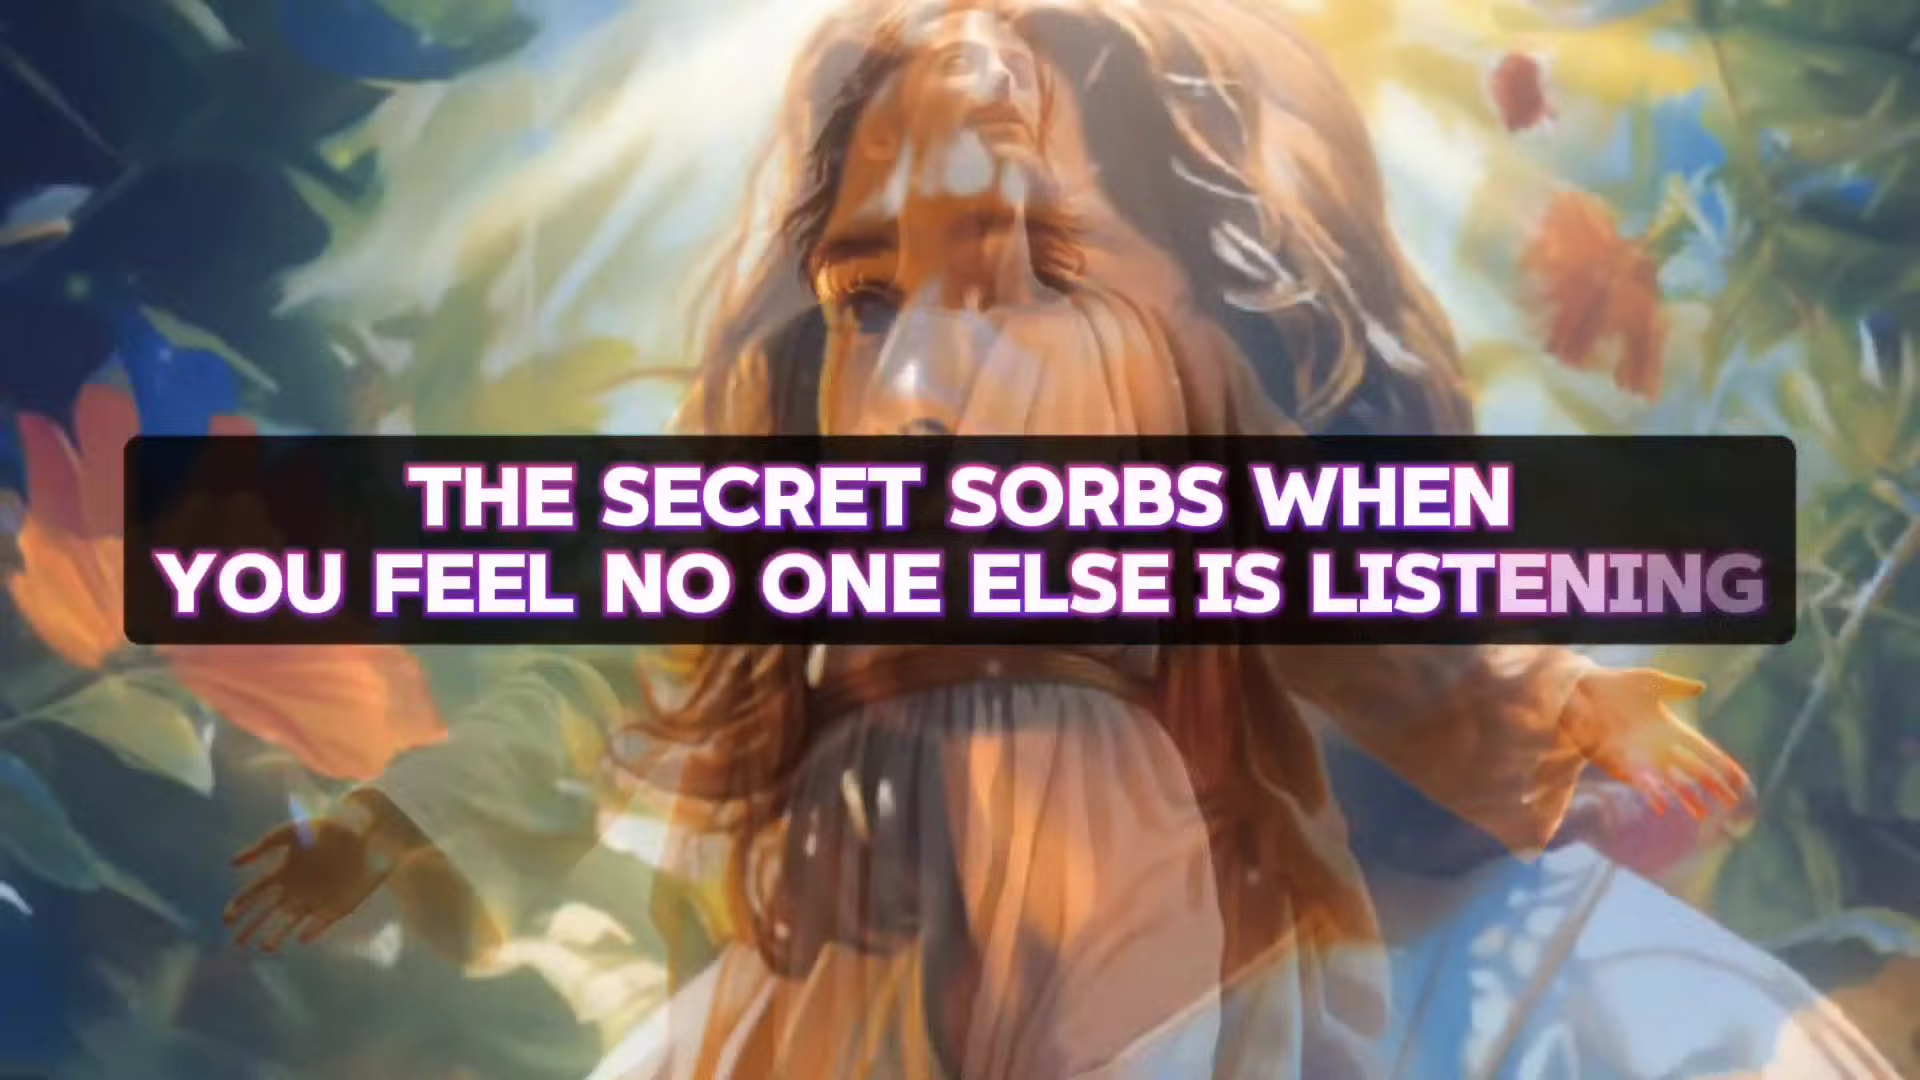 THE SECRET SORBS WHEN
YOU FEEL NO ONE ELSE IS LISTENING